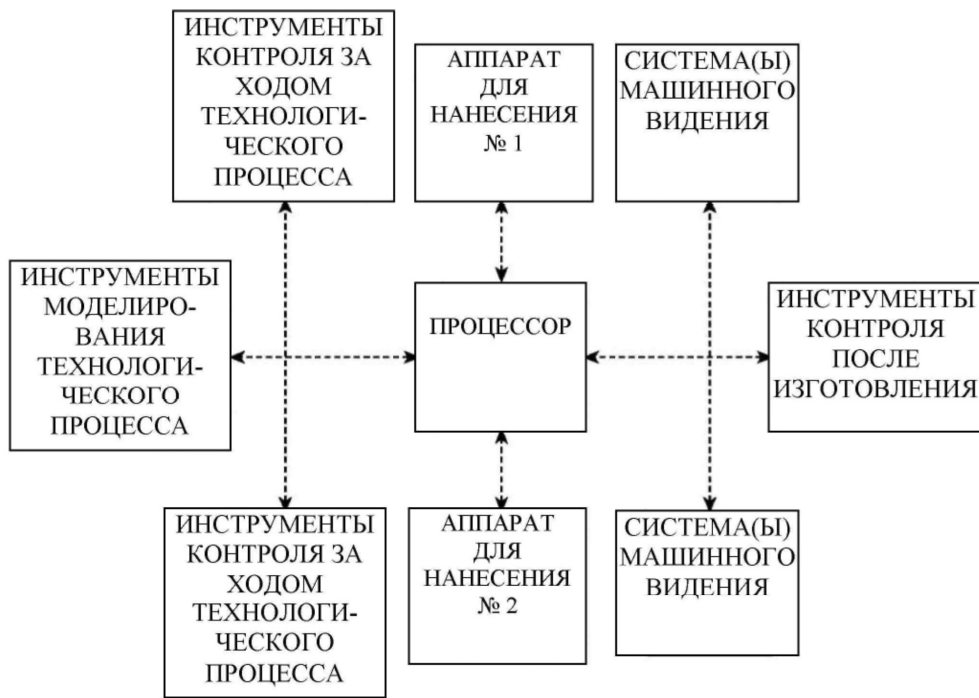 ИНСТРУМЕНТЫ
КОНТРОЛЯ ЗА
ХОДОМ
ТЕХНОЛОГИ-
ЧЕСКОГО
ПРОЦЕССА
АППАРАТ
ДЛЯ
НАНЕСЕНИЯ
№ 1
СИСТЕМА(Ы)
МАШИННОГО
ВИДЕНИЯ
ИНСТРУМЕНТЫ
МОДЕЛИРО-
ВАНИЯ
ТЕХНОЛОГИ-
ЧЕСКОГО
ПРОЦЕССА
ПРОЦЕССОР
ИНСТРУМЕНТЫ
КОНТРОЛЯ
ПОСЛЕ
ИЗГОТОВЛЕНИЯ
ИНСТРУМЕНТЫ
КОНТРОЛЯ ЗА
ХОДОМ
ТЕХНОЛОГИ-
ЧЕСКОГО
ПРОЦЕССА
АППАРАТ
ДЛЯ
НАНЕСЕНИЯ
№ 2
СИСТЕМА(Ы)
МАШИННОГО
ВИДЕНИЯ